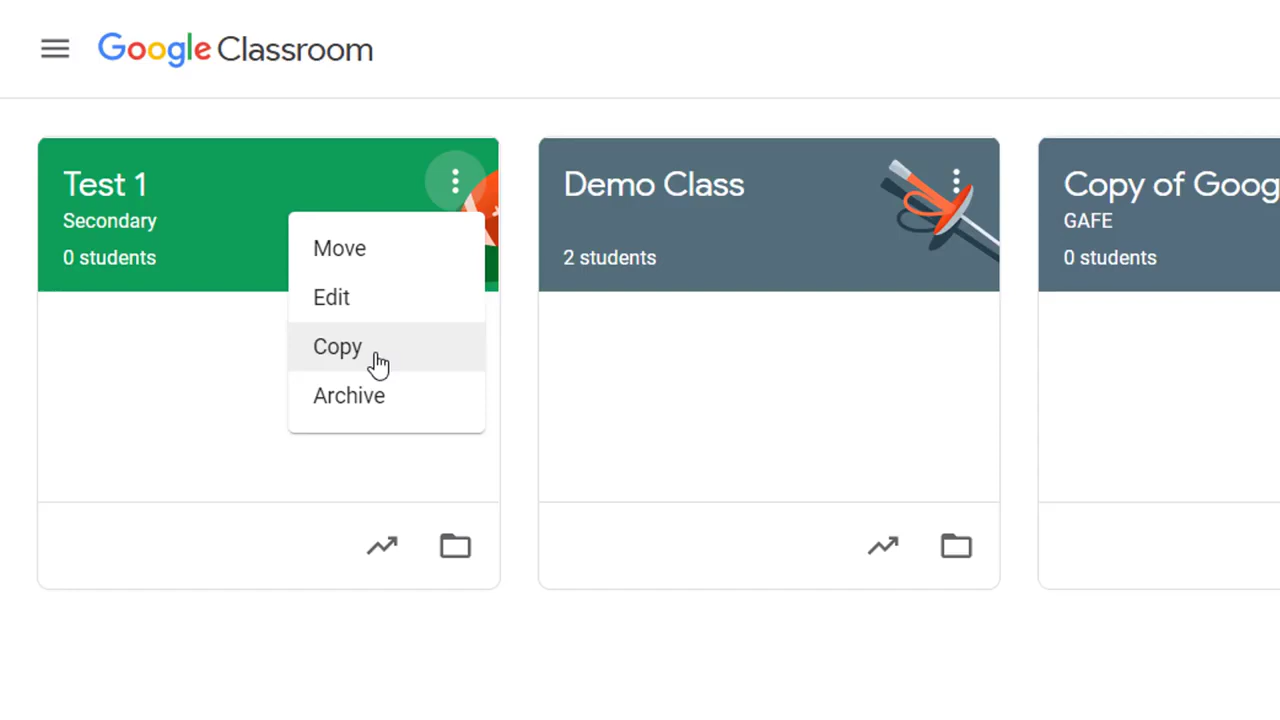 Google Classroom
Test 1
Secondary
0 students
Move
Edit
Copy
Archive
Demo Class
2 students
Copy of Goog
GAFE
0 students